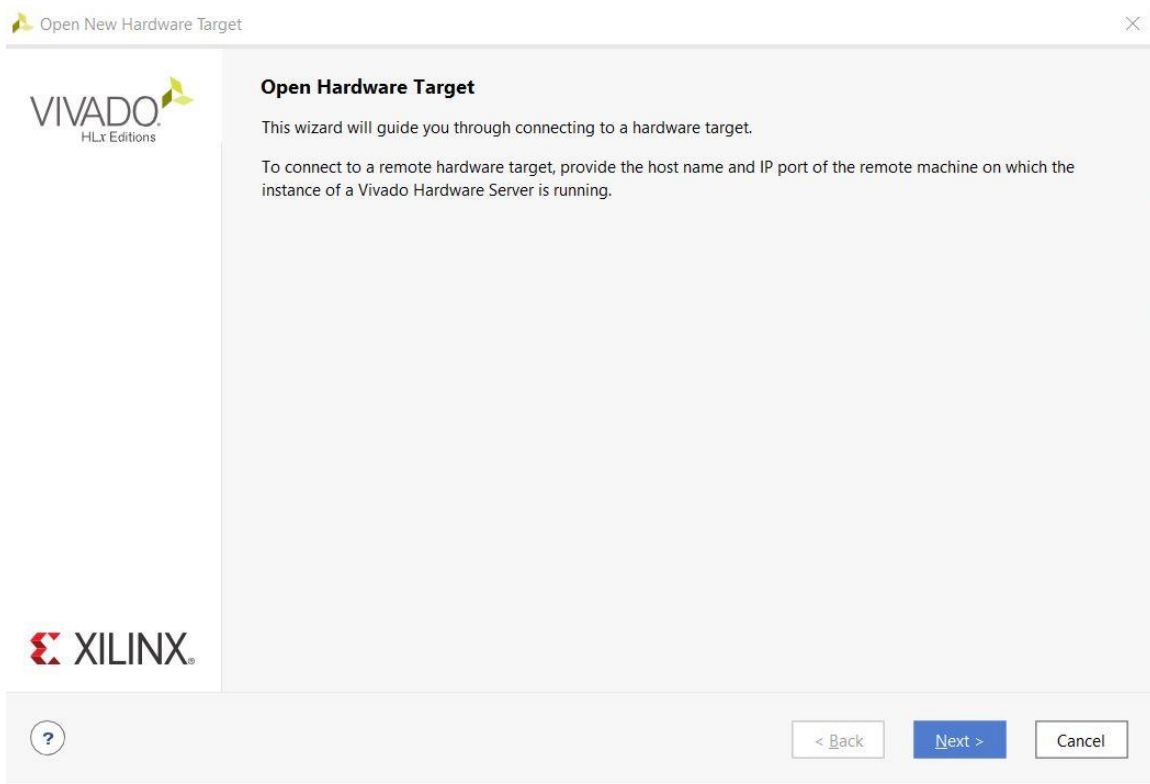 Open New Hardware Target
VIVADO.
HLx Editions
Open Hardware Target
This wizard will guide you through connecting to a hardware target.
To connect to a remote hardware target, provide the host name and IP port of the remote machine on which the
instance of a Vivado Hardware Server is running.
XILINX®
?
< Back
Next >
Cancel